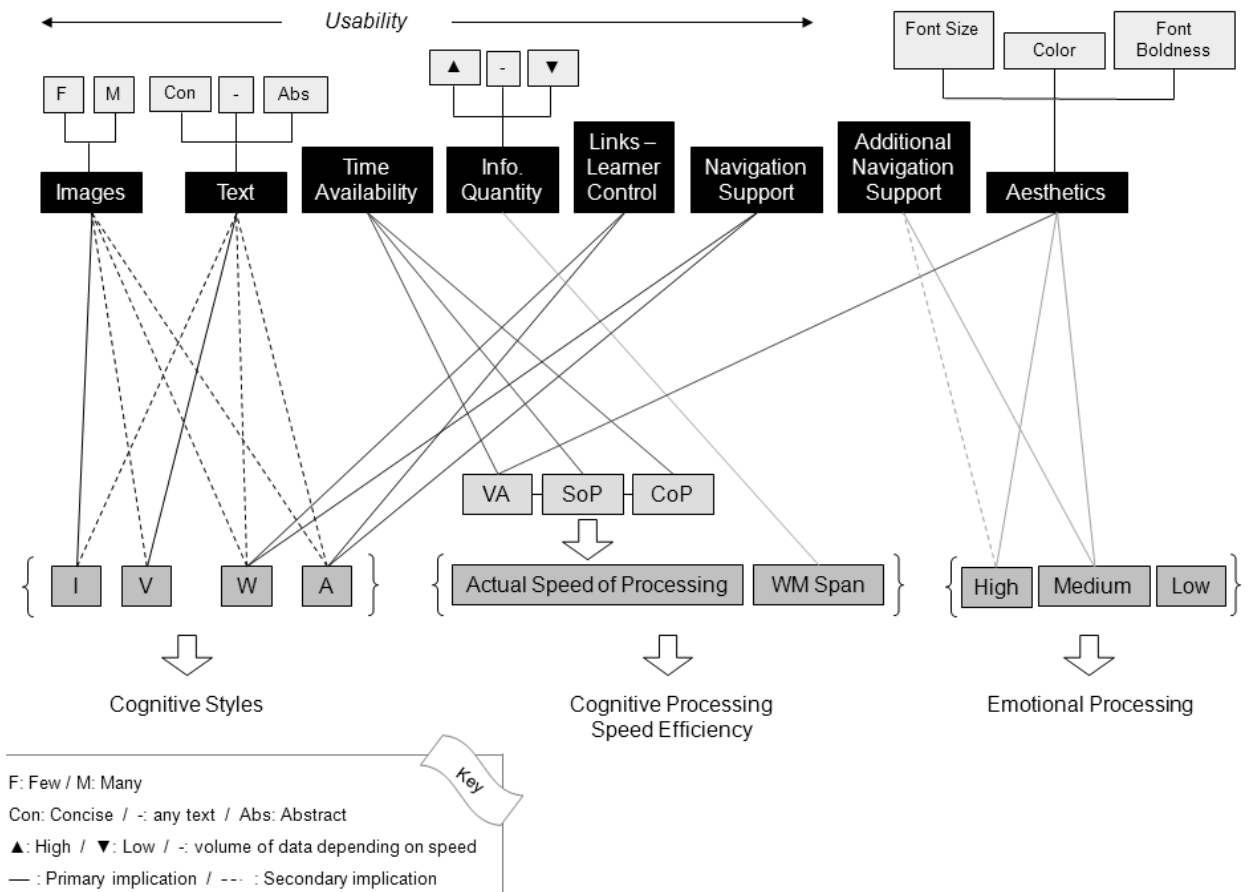 Usability
Font Size
Color
Font
Boldness
F
M
Con
-
Abs
▲
-
▼
Images
Text
Time
Availability
Info.
Quantity
Links –
Learner
Control
Navigation
Support
Additional
Navigation
Support
Aesthetics
VA
SoP
CoP
I
V
W
A
Actual Speed of Processing
WM Span
High
Medium
Low
Cognitive Styles
Cognitive Processing
Speed Efficiency
Emotional Processing
Key
F: Few / M: Many
Con: Concise / -: any text / Abs: Abstract
▲: High / ▼: Low / -: volume of data depending on speed
— : Primary implication / --- : Secondary implication